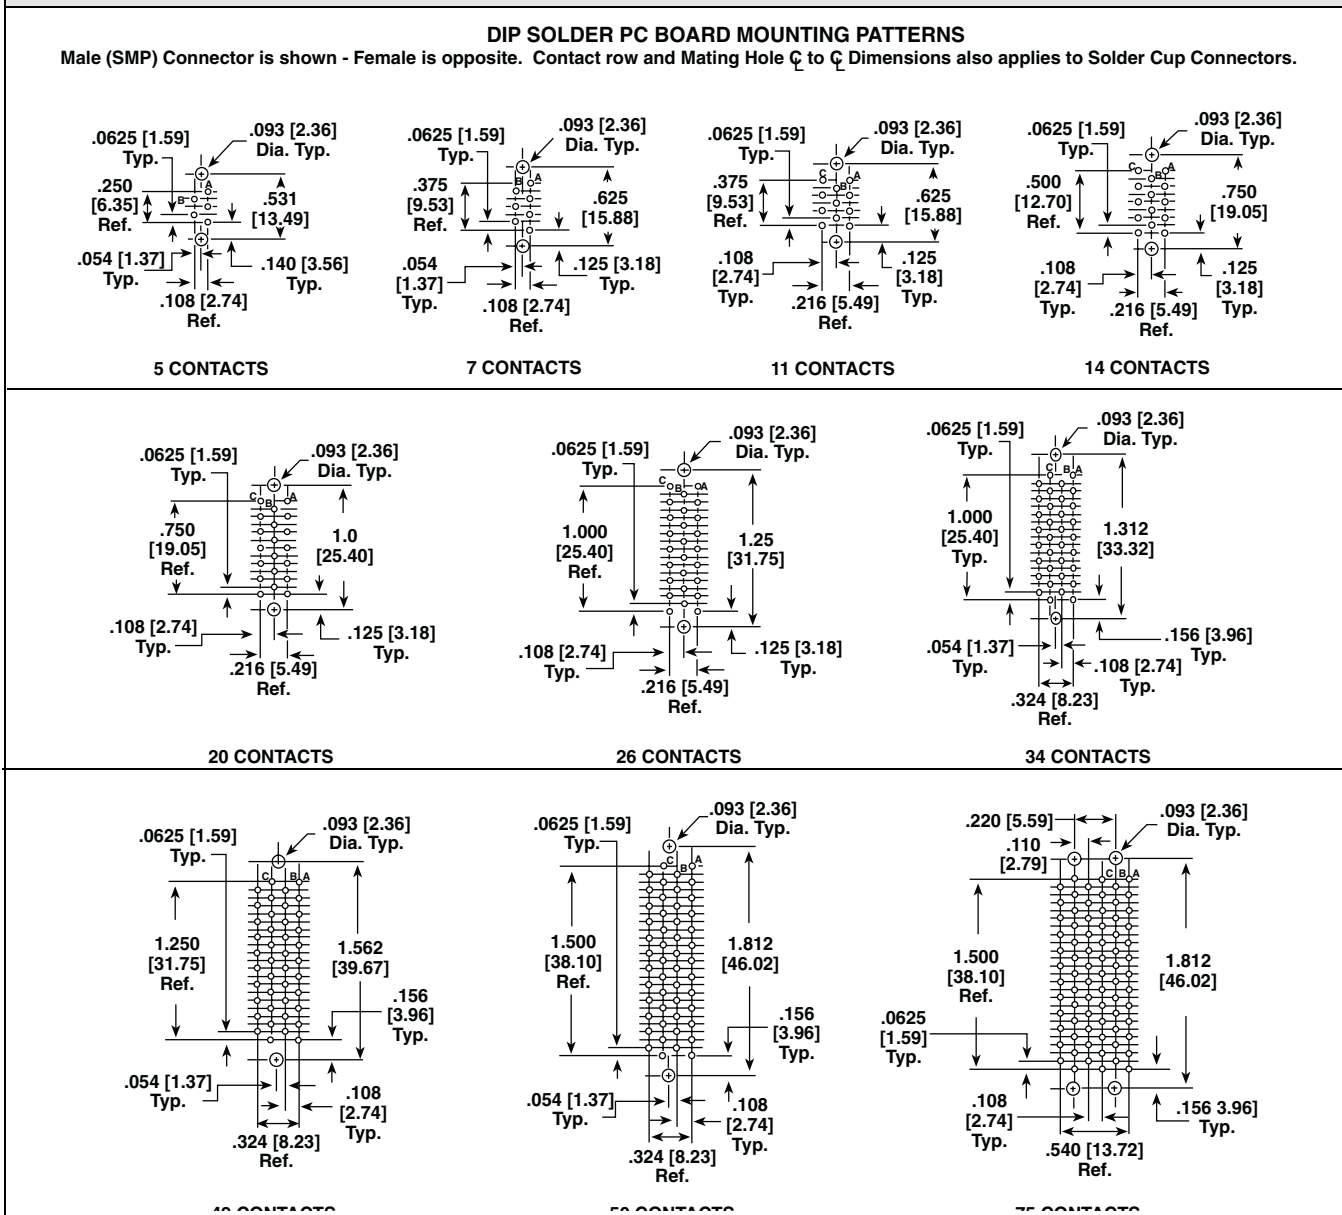 DIP SOLDER PC BOARD MOUNTING PATTERNS
Male (SMP) Connector is shown - Female is opposite. Contact row and Mating Hole ℄ to ℄ Dimensions also applies to Solder Cup Connectors.
.0625 [1.59]
Typ.
.093 [2.36]
Dia. Typ.
A
B
.250
[6.35]
Ref.
.531
[13.49]
.054 [1.37]
Typ.
.140 [3.56]
Typ.
.108 [2.74]
Ref.
5 CONTACTS
.0625 [1.59]
Typ.
.093 [2.36]
Dia. Typ.
B A
.375
[9.53]
Ref.
.625
[15.88]
.054
[1.37]
Typ.
.125 [3.18]
Typ.
.108 [2.74]
Ref.
7 CONTACTS
.0625 [1.59]
Typ.
.093 [2.36]
Dia. Typ.
C B A
.375
[9.53]
Ref.
.625
[15.88]
.108
[2.74]
Typ.
.125
[3.18]
Typ.
.216 [5.49]
Ref.
11 CONTACTS
.0625 [1.59]
Typ.
.093 [2.36]
Dia. Typ.
C B A
.500
[12.70]
Ref.
.750
[19.05]
.108
[2.74]
Typ.
.125
[3.18]
Typ.
.216 [5.49]
Ref.
14 CONTACTS
.0625 [1.59]
Typ.
.093 [2.36]
Dia. Typ.
C B A
.750
[19.05]
Ref.
1.0
[25.40]
.108 [2.74]
Typ.
.125 [3.18]
Typ.
.216 [5.49]
Ref.
20 CONTACTS
.0625 [1.59]
Typ.
.093 [2.36]
Dia. Typ.
C B A
1.000
[25.40]
Ref.
1.25
[31.75]
.108 [2.74]
Typ.
.125 [3.18]
Typ.
.216 [5.49]
Ref.
26 CONTACTS
.0625 [1.59]
Typ.
.093 [2.36]
Dia. Typ.
C B A
1.000
[25.40]
Typ.
1.312
[33.32]
.054 [1.37]
Typ.
.156 [3.96]
Typ.
.108 [2.74]
Typ.
.324 [8.23]
Ref.
34 CONTACTS
.0625 [1.59]
Typ.
.093 [2.36]
Dia. Typ.
C B A
1.250
[31.75]
Ref.
1.562
[39.67]
.156
[3.96]
Typ.
.054 [1.37]
Typ.
.108
[2.74]
Typ.
.324 [8.23]
Ref.
.0625 [1.59]
Typ.
.093 [2.36]
Dia. Typ.
C B A
1.500
[38.10]
Ref.
1.812
[46.02]
.156
[3.96]
Typ.
.054 [1.37]
Typ.
.108
[2.74]
Typ.
.324 [8.23]
Ref.
.220 [5.59]
.110
[2.79]
.093 [2.36]
Dia. Typ.
C B A
1.500
[38.10]
Ref.
1.812
[46.02]
.0625
[1.59]
Typ.
.108
[2.74]
Typ.
.156 3.96]
Typ.
.540 [13.72]
Ref.
CONTACTS
CONTACTS
75 CONTACTS